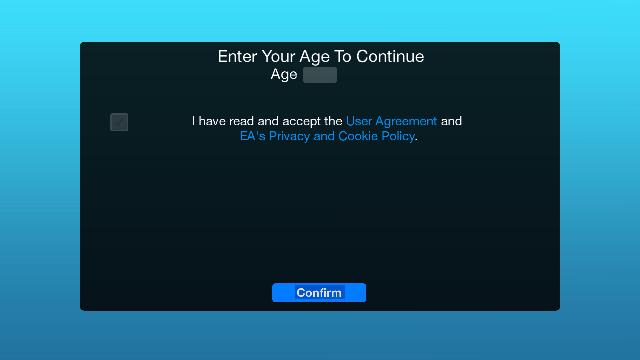 Enter Your Age To Continue
Age
I have read and accept the User Agreement and
EA's Privacy and Cookie Policy.
Confirm